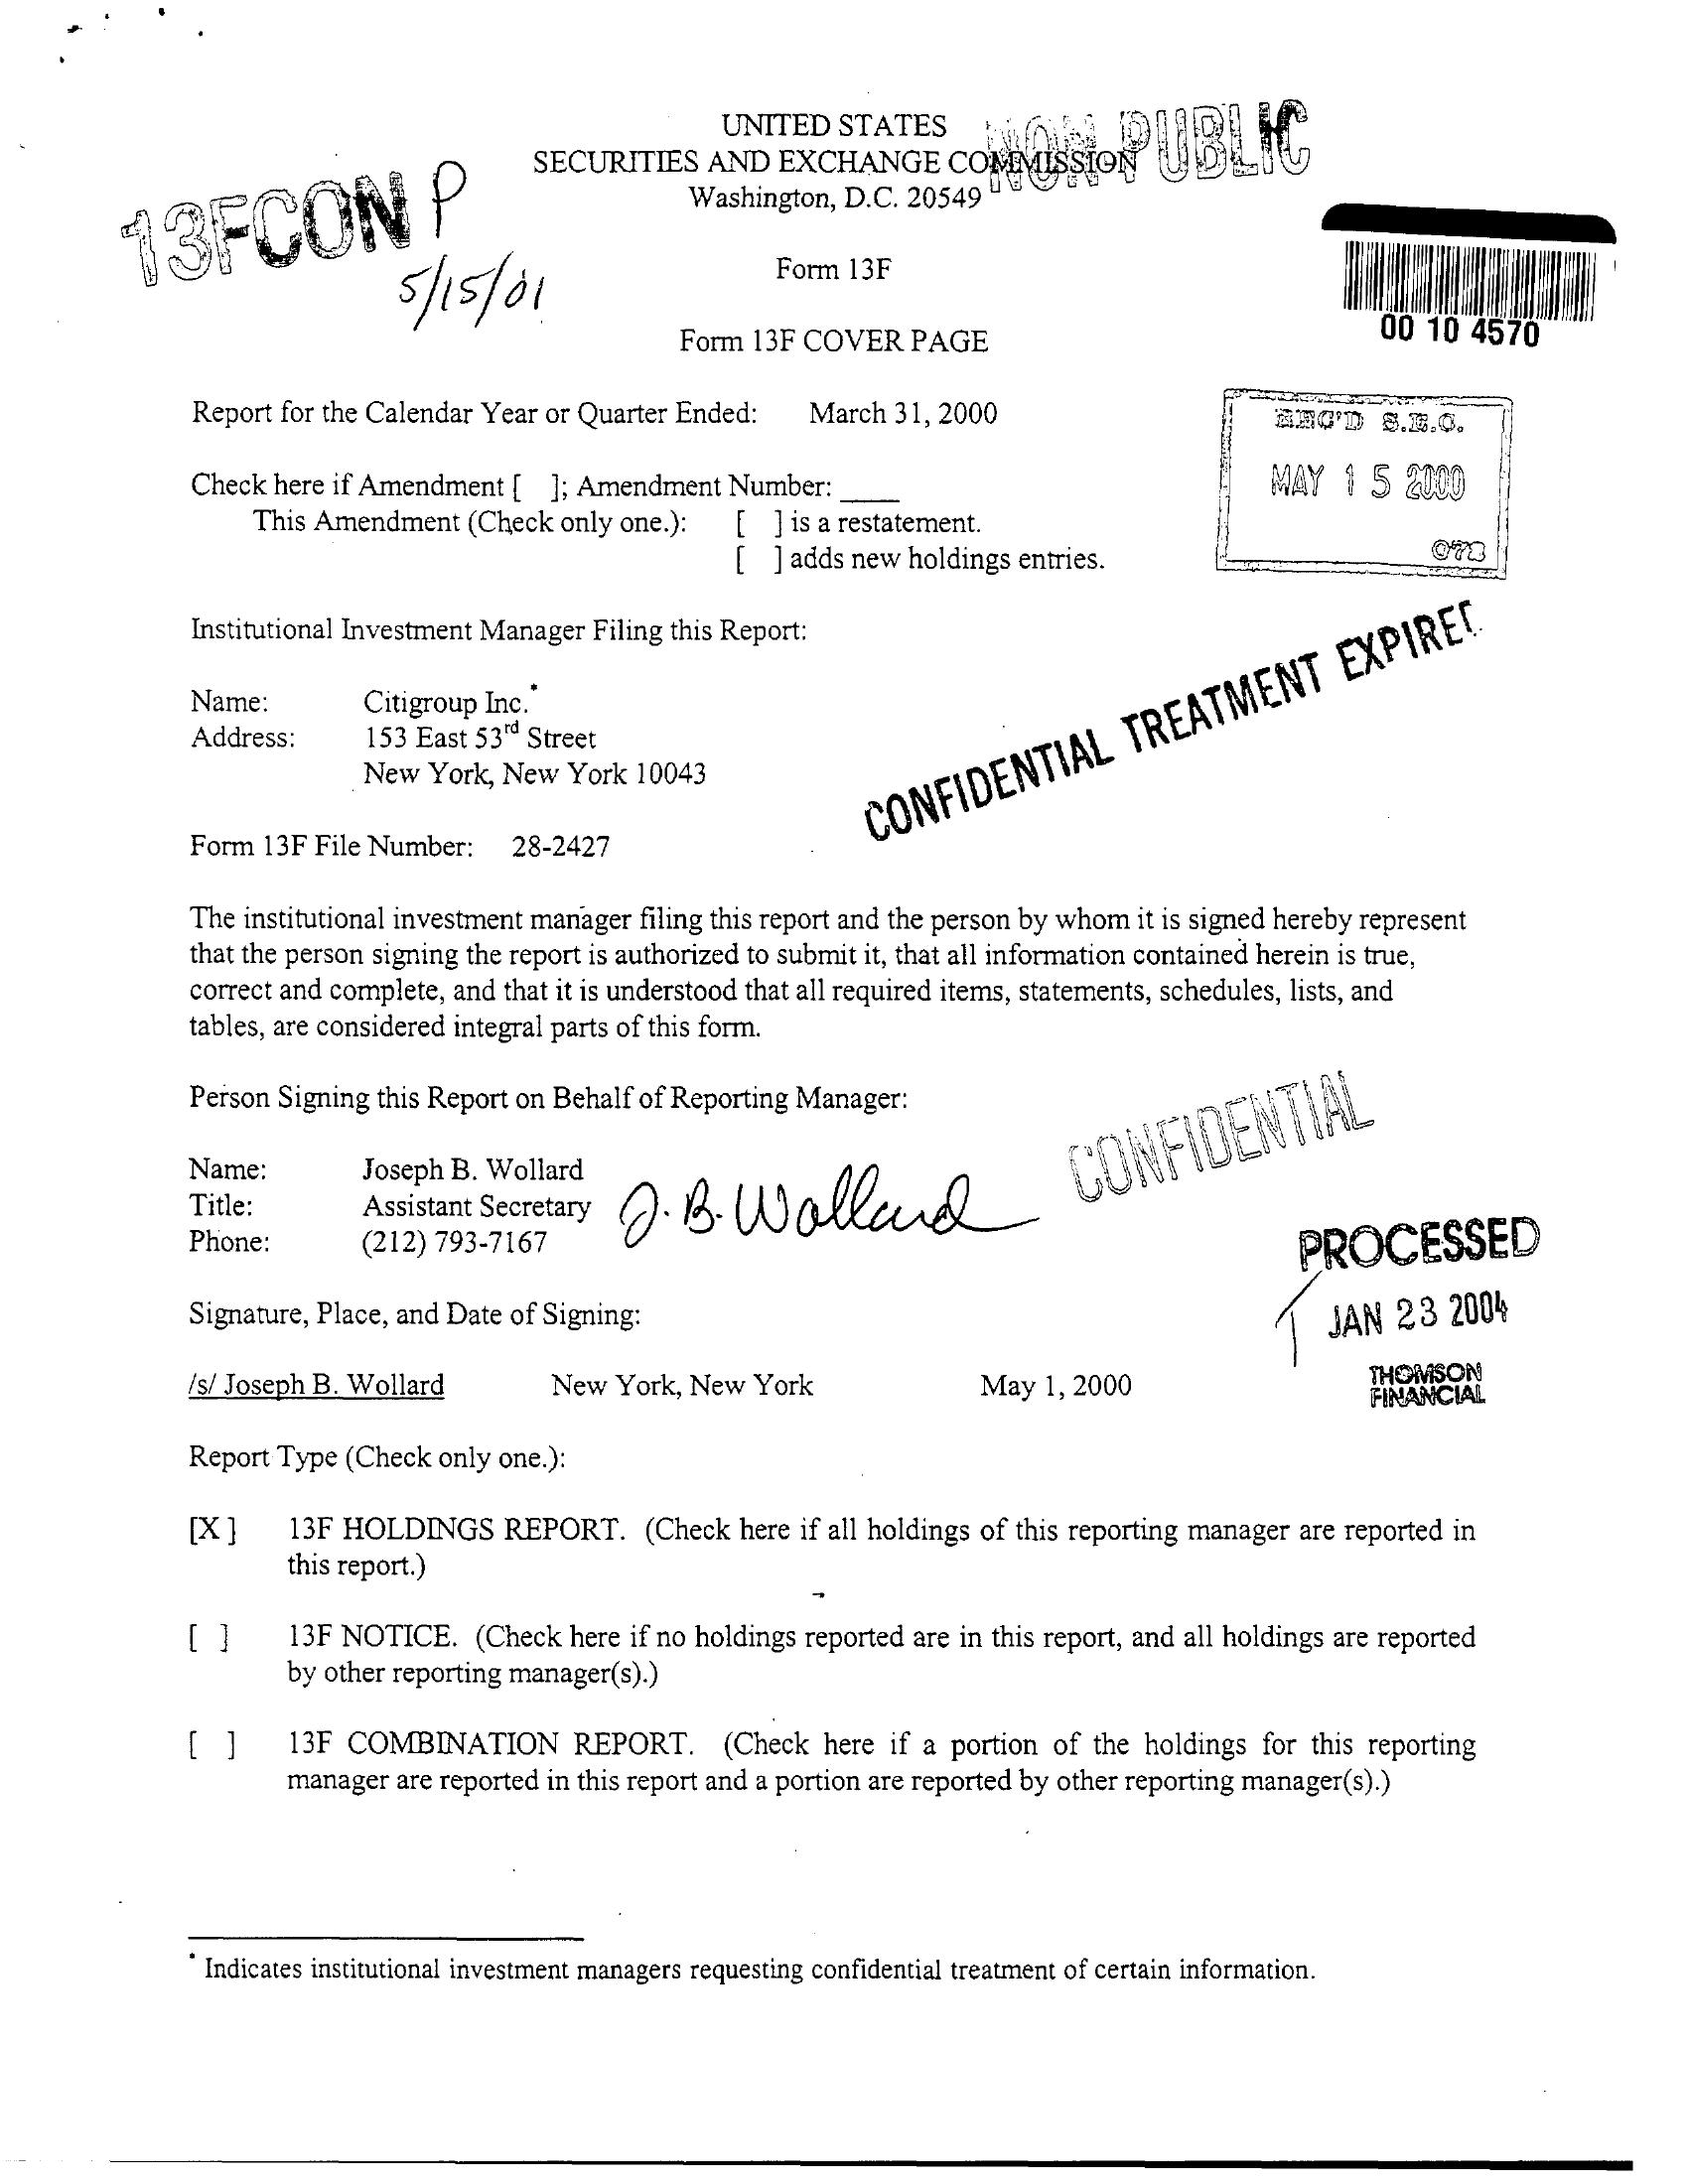 UNITED STATES
NON PUBLIC
SECURITIES AND EXCHANGE COMMISSION
Washington, D.C. 20549
13FCON P
5/15/01
Form 13F
00 10 4570
Form 13F COVER PAGE
Report for the Calendar Year or Quarter Ended: March 31, 2000
REC'D S.E.C.
MAY 15 2000
073
Check here if Amendment [ ]; Amendment Number: ____
This Amendment (Check only one.): [ ] is a restatement.
[ ] adds new holdings entries.
Institutional Investment Manager Filing this Report:
CONFIDENTIAL TREATMENT EXPIRED
Name: Citigroup Inc.*
Address: 153 East 53rd Street
New York, New York 10043
Form 13F File Number: 28-2427
The institutional investment manager filing this report and the person by whom it is signed hereby represent
that the person signing the report is authorized to submit it, that all information contained herein is true,
correct and complete, and that it is understood that all required items, statements, schedules, lists, and
tables, are considered integral parts of this form.
Person Signing this Report on Behalf of Reporting Manager:
CONFIDENTIAL
Name: Joseph B. Wollard
Title: Assistant Secretary
J. B. Wollard
Phone: (212) 793-7167
PROCESSED
JAN 23 2004
THOMSON
FINANCIAL
Signature, Place, and Date of Signing:
/s/ Joseph B. Wollard New York, New York May 1, 2000
Report Type (Check only one.):
[X] 13F HOLDINGS REPORT. (Check here if all holdings of this reporting manager are reported in
this report.)
[ ] 13F NOTICE. (Check here if no holdings reported are in this report, and all holdings are reported
by other reporting manager(s).)
[ ] 13F COMBINATION REPORT. (Check here if a portion of the holdings for this reporting
manager are reported in this report and a portion are reported by other reporting manager(s).)
* Indicates institutional investment managers requesting confidential treatment of certain information.